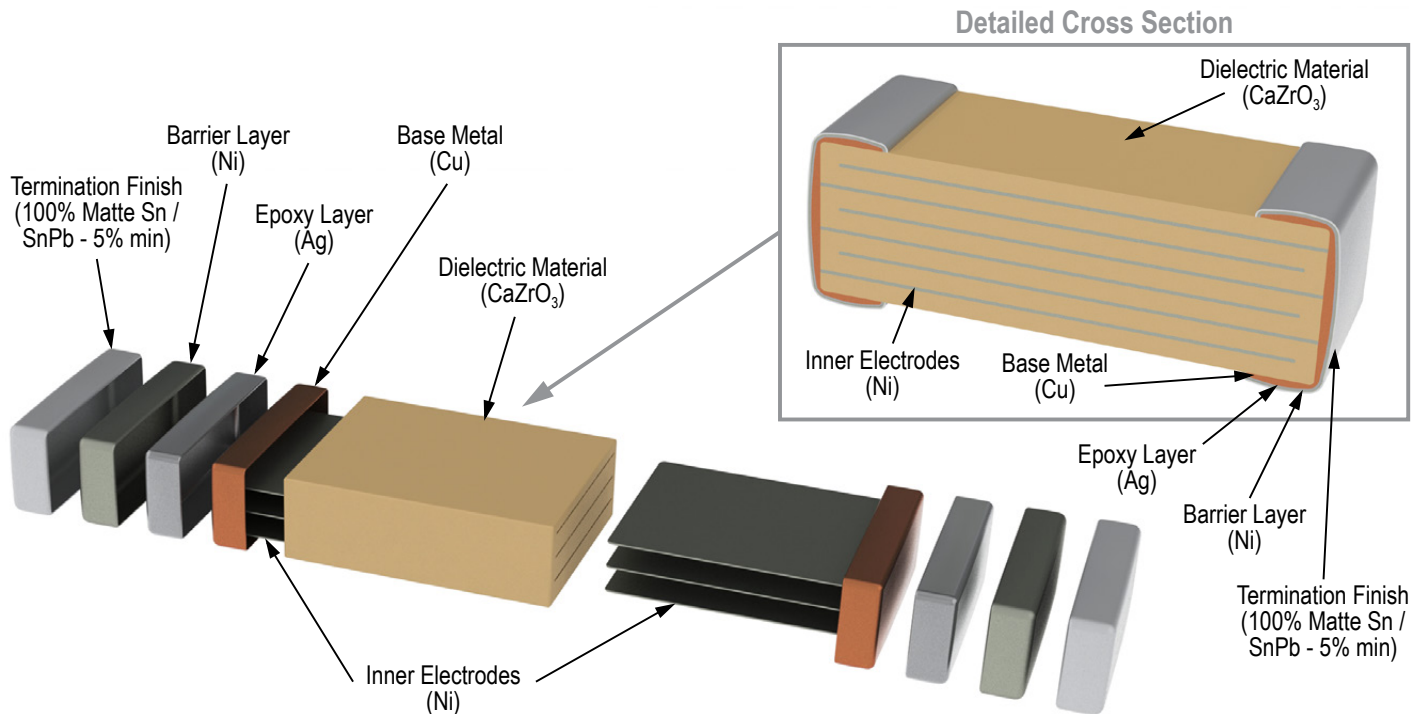 Detailed Cross Section
Dielectric Material
(CaZrO₃)
Inner Electrodes
(Ni)
Base Metal
(Cu)
Epoxy Layer
(Ag)
Barrier Layer
(Ni)
Termination Finish
(100% Matte Sn /
SnPb - 5% min)
Termination Finish
(100% Matte Sn /
SnPb - 5% min)
Barrier Layer
(Ni)
Epoxy Layer
(Ag)
Base Metal
(Cu)
Dielectric Material
(CaZrO₃)
Inner Electrodes
(Ni)